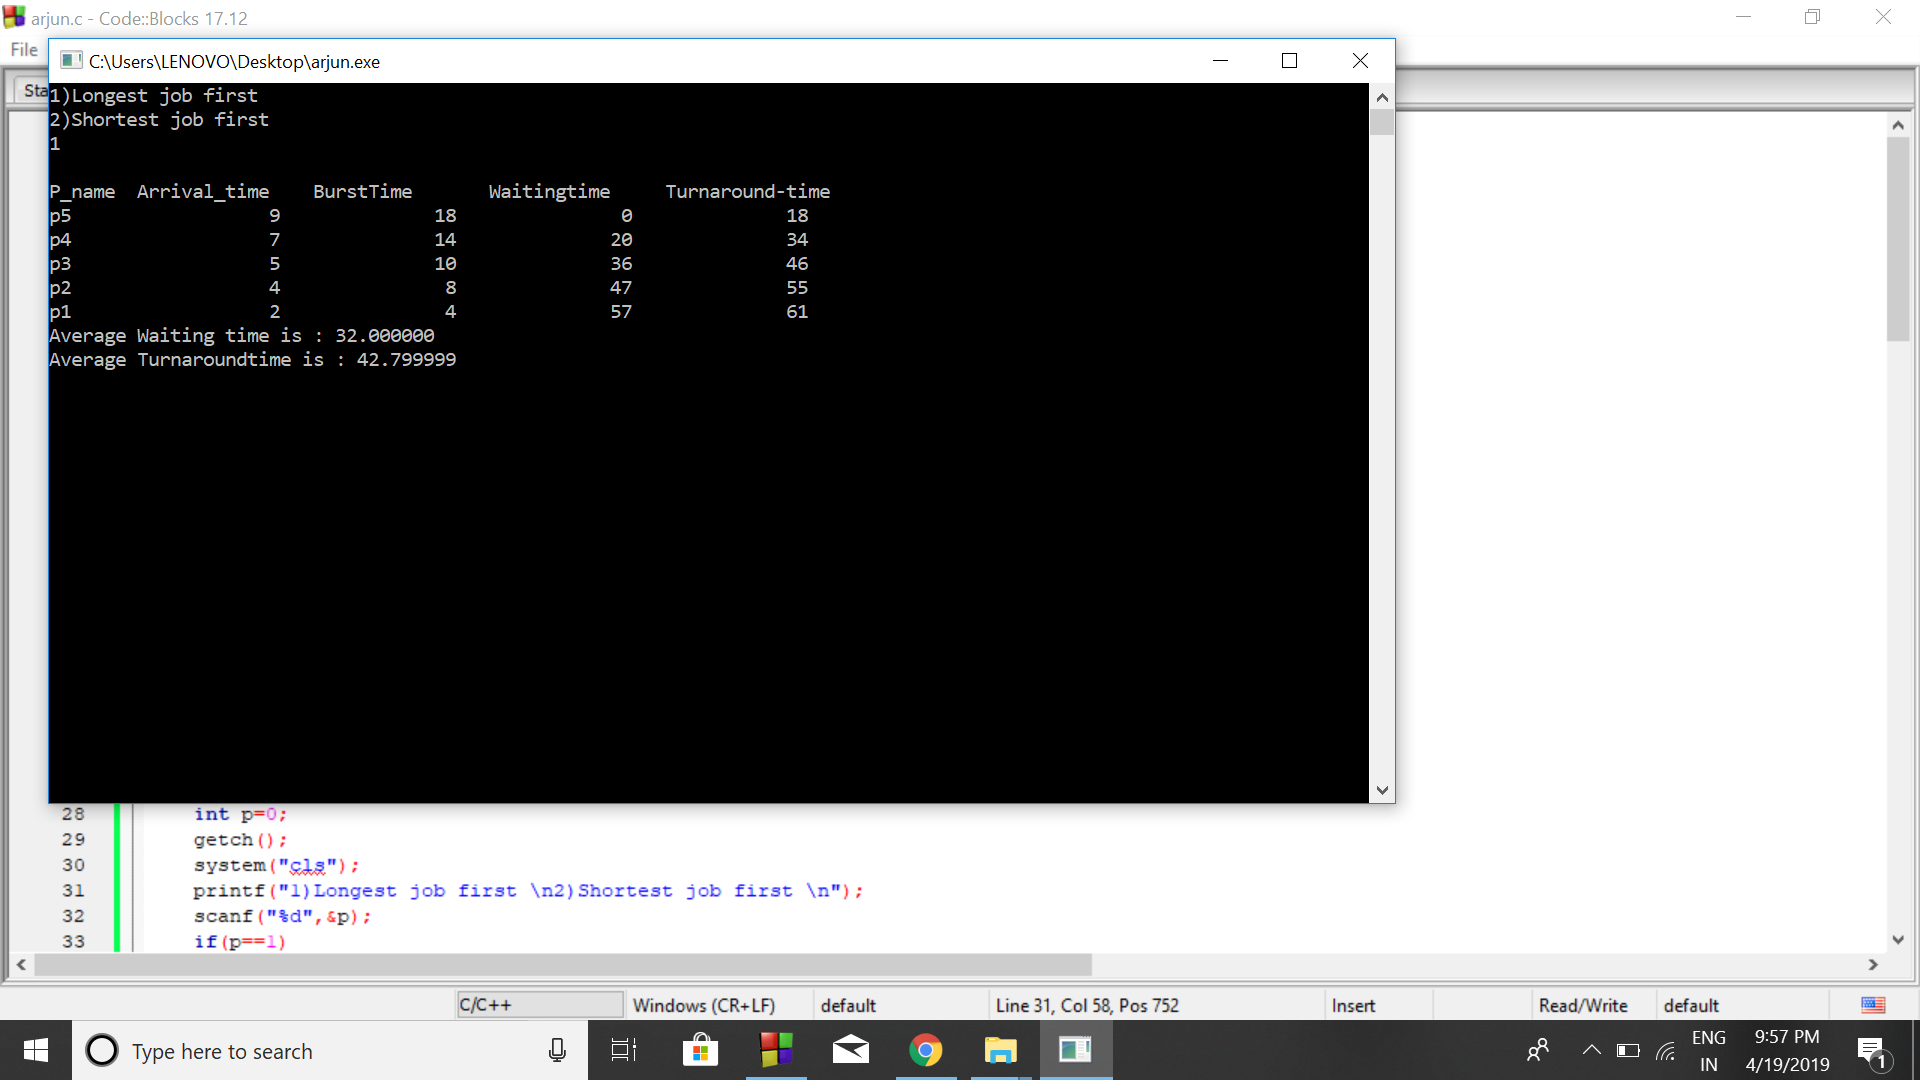 arjun.c - Code::Blocks 17.12
File
C:\Users\LENOVO\Desktop\arjun.exe
Sta
1)Longest job first
2)Shortest job first
1
P_name Arrival_time BurstTime Waitingtime Turnaround-time
p5 9 18 0 18
p4 7 14 20 34
p3 5 10 36 46
p2 4 8 47 55
p1 2 4 57 61
Average Waiting time is : 32.000000
Average Turnaroundtime is : 42.799999
28 int p=0;
29 getch();
30 system("cls");
31 printf("1)Longest job first \n2)Shortest job first \n");
32 scanf("%d",&p);
33 if(p==1)
C/C++ Windows (CR+LF) default Line 31, Col 58, Pos 752 Insert Read/Write default
Type here to search
ENG
IN
9:57 PM
4/19/2019
1